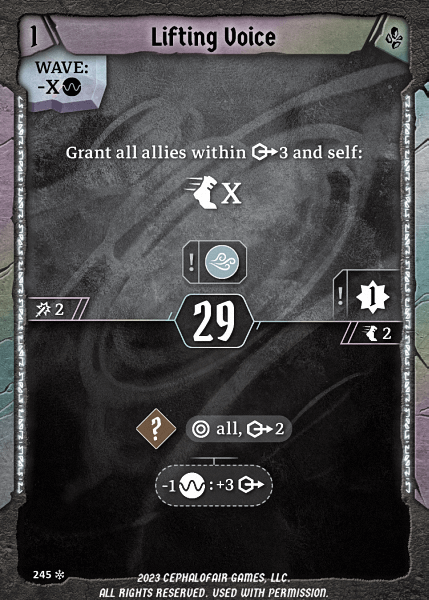 1
Lifting Voice
WAVE:
-X
Grant all allies within 3 and self:
X
!
! 1
2
29
2
?
all, 2
-1 :+3
245
2023 CEPHALOFAIR GAMES, LLC.
ALL RIGHTS RESERVED. USED WITH PERMISSION.